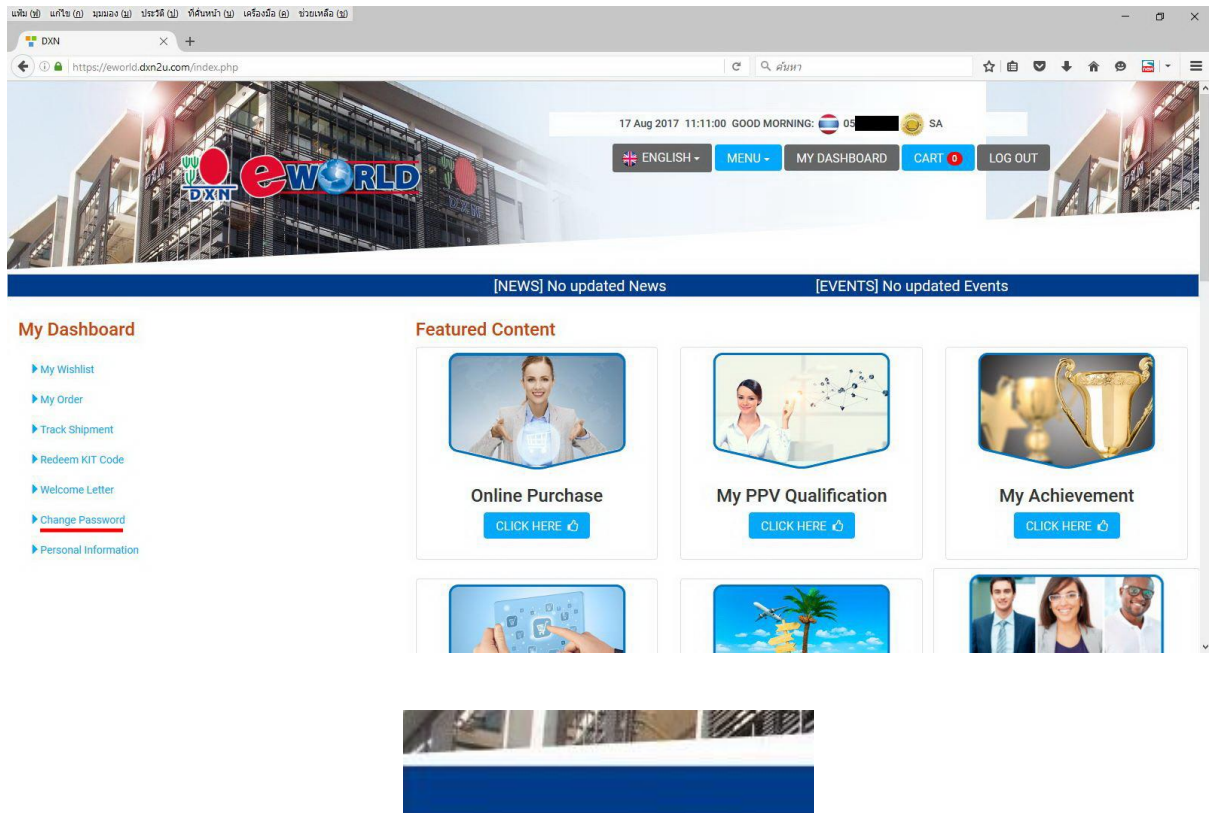 แฟ้ม (ฟ) แก้ไข (ก) มุมมอง (ม) ประวัติ (ป) ที่คั่นหน้า (น) เครื่องมือ (ค) ช่วยเหลือ (ช)
DXN
https://eworld.dxn2u.com/index.php
ค้นหา
17 Aug 2017 11:11:00 GOOD MORNING: 05 SA
ENGLISH MENU MY DASHBOARD CART 0 LOG OUT
DXN eWORLD
[NEWS] No updated News [EVENTS] No updated Events
My Dashboard
My Wishlist
My Order
Track Shipment
Redeem KIT Code
Welcome Letter
Change Password
Personal Information
Featured Content
Online Purchase
CLICK HERE
My PPV Qualification
CLICK HERE
My Achievement
CLICK HERE